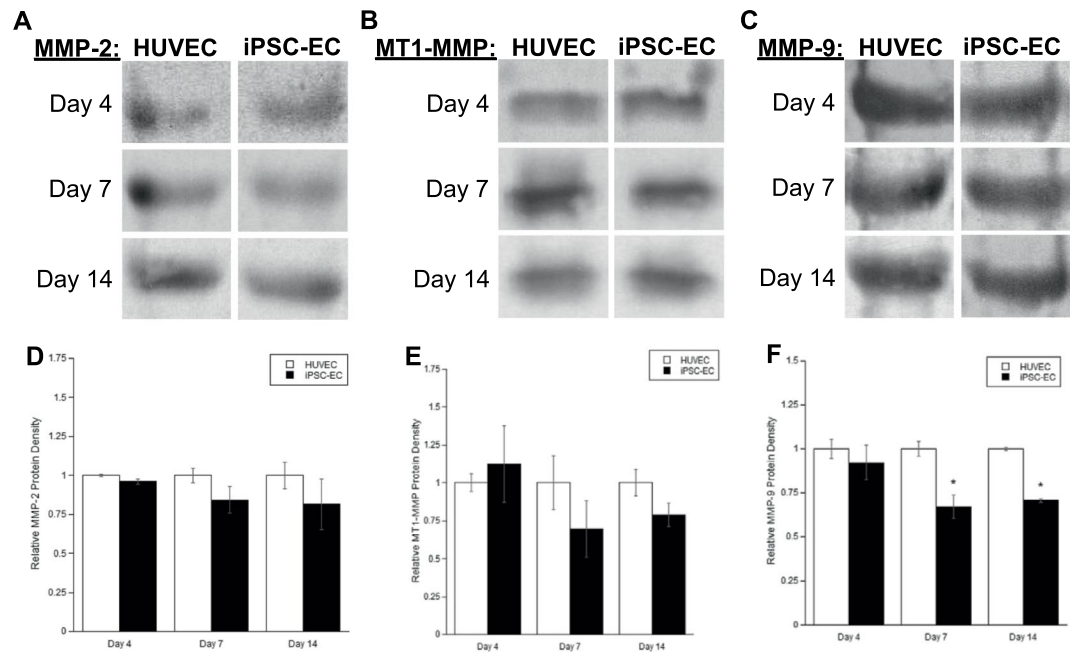 A
B
C
MMP-2: HUVEC iPSC-EC
MT1-MMP: HUVEC iPSC-EC
MMP-9: HUVEC iPSC-EC
Day 4
Day 4
Day 4
Day 7
Day 7
Day 7
Day 14
Day 14
Day 14
D
Relative MMP-2 Protein Density
1.75
1.5
1.25
1
0.75
0.5
0.25
0
HUVEC
iPSC-EC
Day 4 Day 7 Day 14
E
Relative MT1-MMP Protein Density
1.75
1.5
1.25
1
0.75
0.5
0.25
0
HUVEC
iPSC-EC
Day 4 Day 7 Day 14
F
Relative MMP-9 Protein Density
1.5
1.25
1
0.75
0.5
0.25
0
HUVEC
iPSC-EC
* *
Day 4 Day 7 Day 14